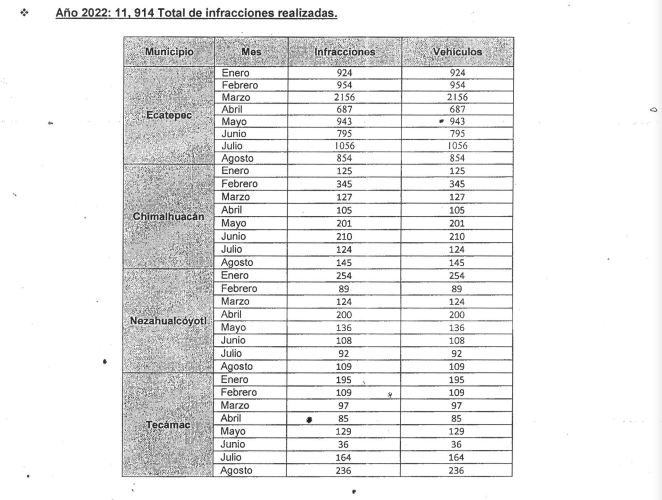 ❖ Año 2022: 11, 914 Total de infracciones realizadas.
Municipio Mes Infracciones Vehículos
Ecatepec
Enero 924 924
Febrero 954 954
Marzo 2156 2156
Abril 687 687
Mayo 943 943
Junio 795 795
Julio 1056 1056
Agosto 854 854
Chimalhuacán
Enero 125 125
Febrero 345 345
Marzo 127 127
Abril 105 105
Mayo 201 201
Junio 210 210
Julio 124 124
Agosto 145 145
Nezahualcóyotl
Enero 254 254
Febrero 89 89
Marzo 124 124
Abril 200 200
Mayo 136 136
Junio 108 108
Julio 92 92
Agosto 109 109
Tecámac
Enero 195 195
Febrero 109 109
Marzo 97 97
Abril 85 85
Mayo 129 129
Junio 36 36
Julio 164 164
Agosto 236 236